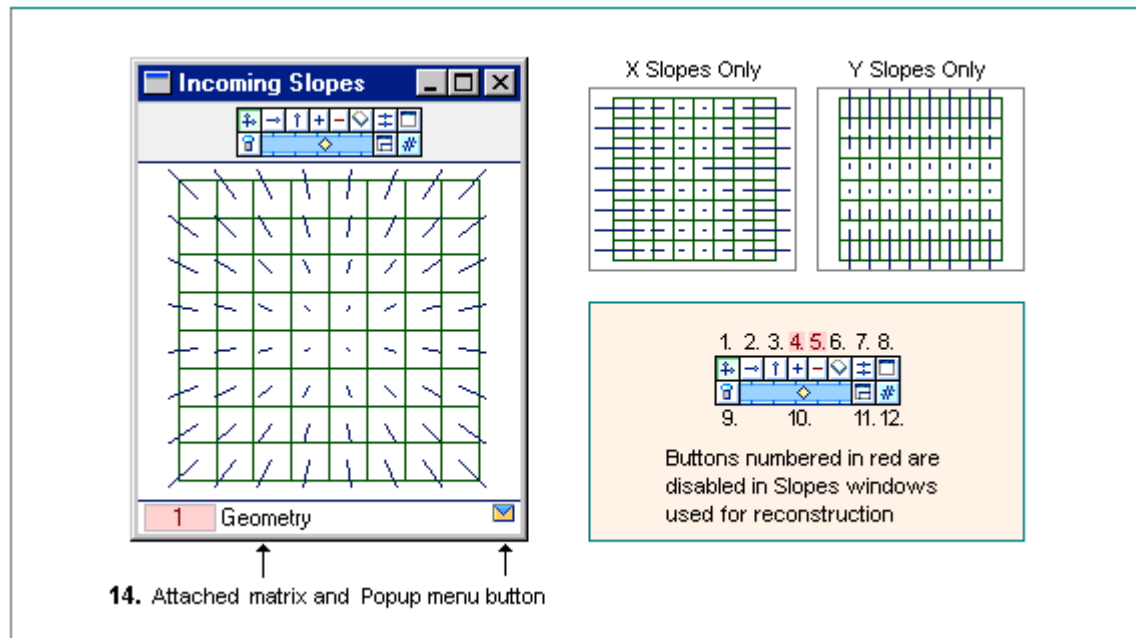 Incoming Slopes
1 Geometry
14. Attached matrix and Popup menu button
X Slopes Only
Y Slopes Only
1. 2. 3. 4. 5. 6. 7. 8.
#
#
9. 10. 11. 12.
Buttons numbered in red are
disabled in Slopes windows
used for reconstruction